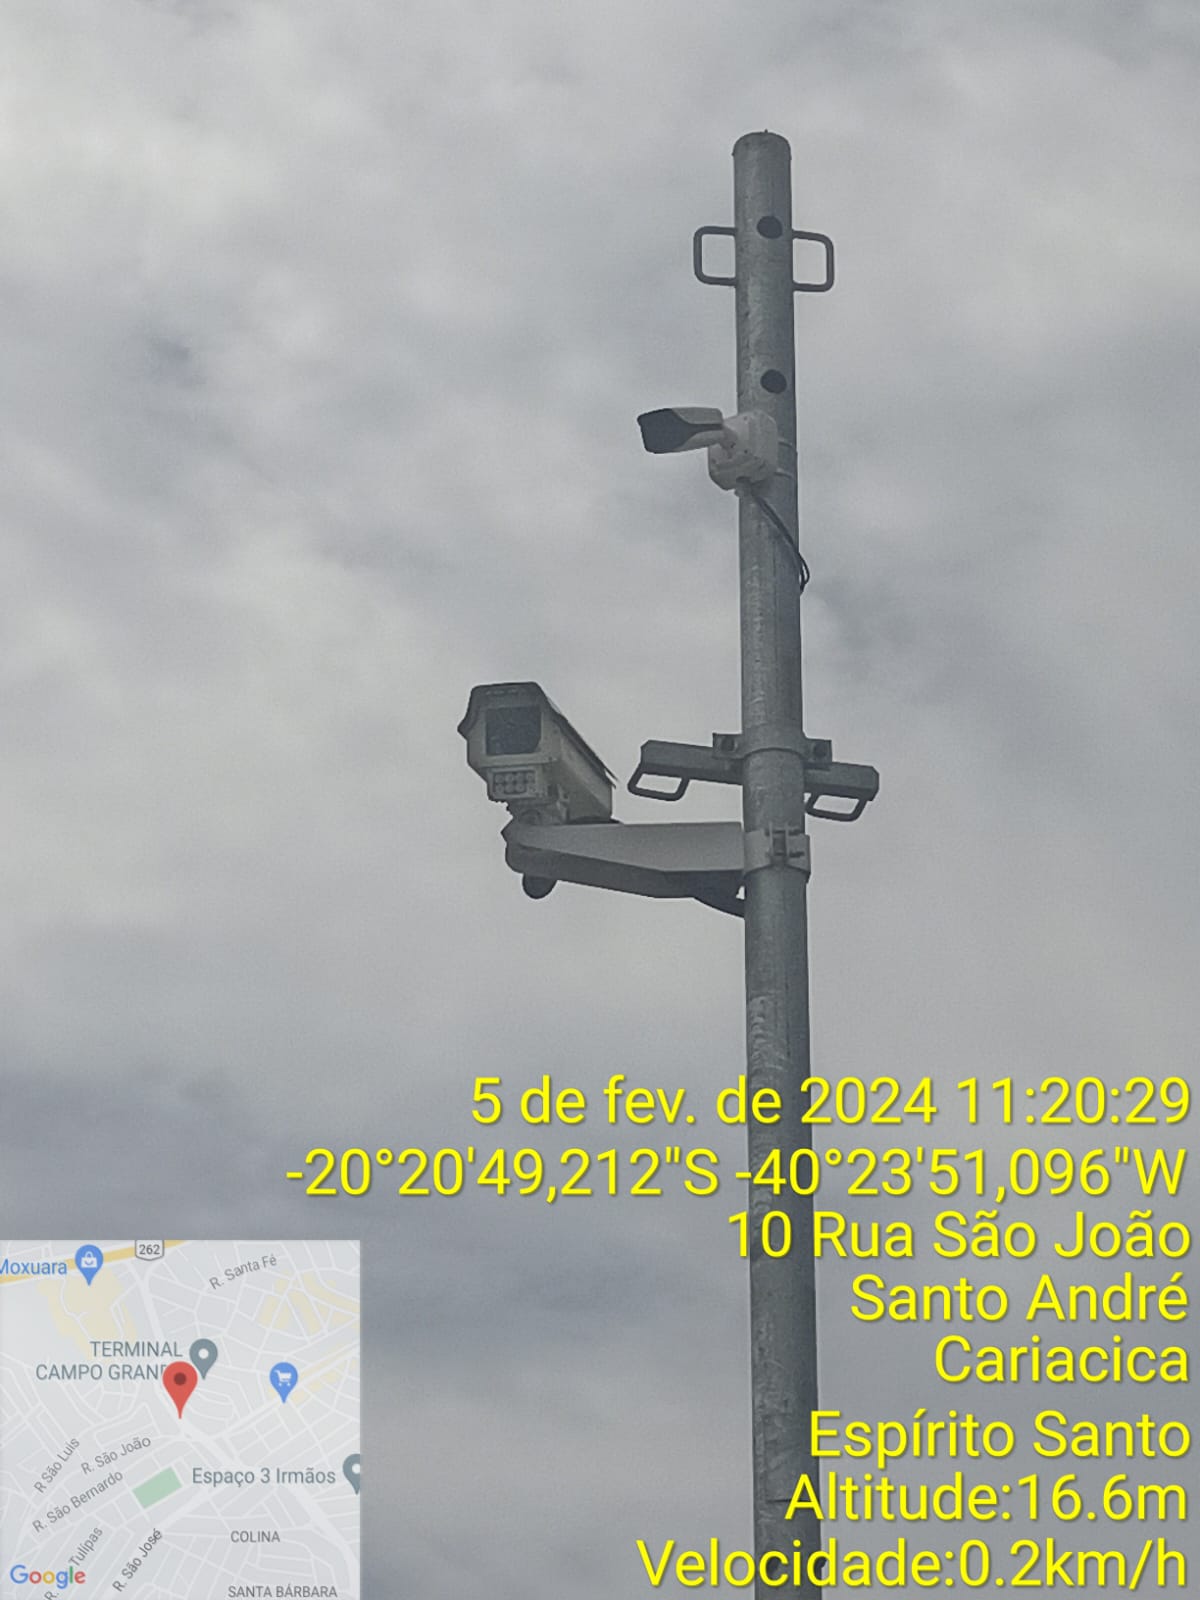 5 de fev. de 2024 11:20:29
-20°20'49,212"S -40°23'51,096"W
10 Rua São João
Santo André
Cariacica
Espírito Santo
Altitude:16.6m
Velocidade:0.2km/h
262
Moxuara
R. Santa Fé
TERMINAL
CAMPO GRAN
R São Luis
R. São João
R. São Bernardo
Espaço 3 Irmãos
R. Tulipas
R. São José
COLINA
Google
SANTA BÁRBARA